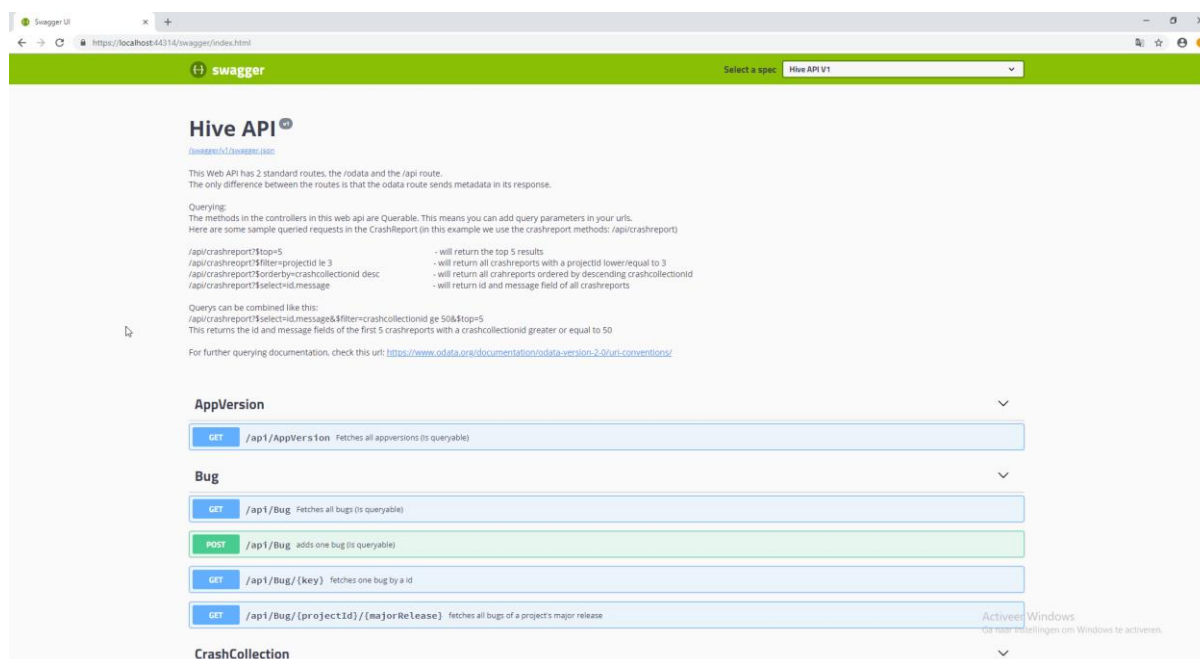 Swagger UI
https://localhost:44314/swagger/index.html
swagger
Select a spec
Hive API V1
Hive API v1
/swagger/v1/swagger.json
This Web API has 2 standard routes, the /odata and the /api route.
The only difference between the routes is that the odata route sends metadata in its response.
Querying:
The methods in the controllers in this web api are Querable. This means you can add query parameters in your urls.
Here are some sample queried requests in the CrashReport (in this example we use the crashreport methods: /api/crashreport)
/api/crashreport?$top=5 - will return the top 5 results
/api/crashreoprt?$filter=projectid le 3 - will return all crashreports with a projectid lower/equal to 3
/api/crashreport?$orderby=crashcollectionid desc - will return all crahreports ordered by descending crashcollectionId
/api/crashreport?$select=id,message - will return id and message field of all crashreports
Querys can be combined like this:
/api/crashreport?$select=id,message&$filter=crashcollectionid ge 50&$top=5
This returns the id and message fields of the first 5 crashreports with a crashcollectionid greater or equal to 50
For further querying documentation, check this url: https://www.odata.org/documentation/odata-version-2-0/uri-conventions/
AppVersion
GET /api/AppVersion Fetches all appversions (Is queryable)
Bug
GET /api/Bug Fetches all bugs (Is queryable)
POST /api/Bug adds one bug (Is queryable)
GET /api/Bug/{key} fetches one bug by a id
GET /api/Bug/{projectId}/{majorRelease} fetches all bugs of a project's major release
Activeer Windows
Ga naar Instellingen om Windows te activeren.
CrashCollection